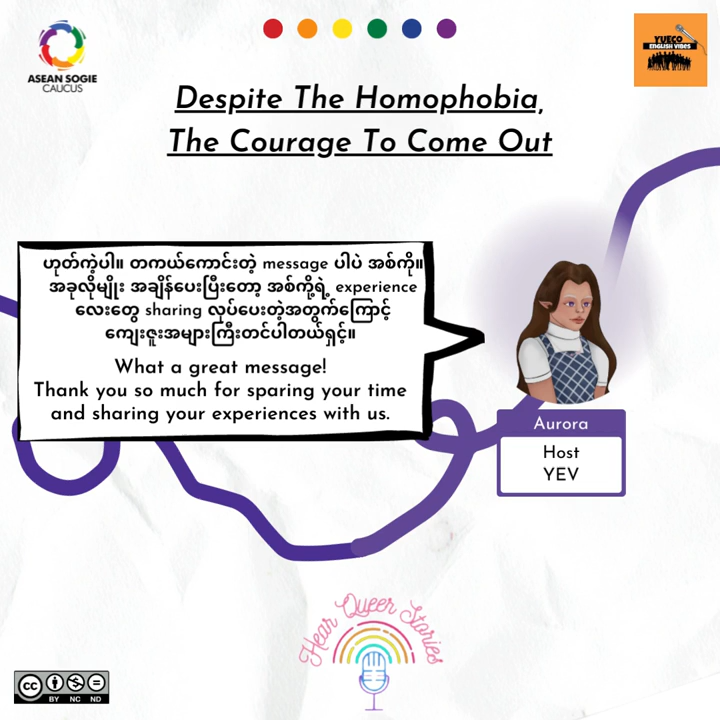 ASEAN SOGIE
CAUCUS
YUECO
ENGLISH VIBES
Despite The Homophobia,
The Courage To Come Out
ဟုတ်ကဲ့ပါ။ တကယ်ကောင်းတဲ့ message ပါပဲ အစ်ကို။
အခုလိုမျိုး အချိန်ပေးပြီးတော့ အစ်ကို့ရဲ့ experience
လေးတွေ sharing လုပ်ပေးတဲ့အတွက်ကြောင့်
ကျေးဇူးအများကြီးတင်ပါတယ်ရှင့်။
What a great message!
Thank you so much for sparing your time
and sharing your experiences with us.
Aurora
Host
YEV
Hear Queer Stories
cc
BY NC ND